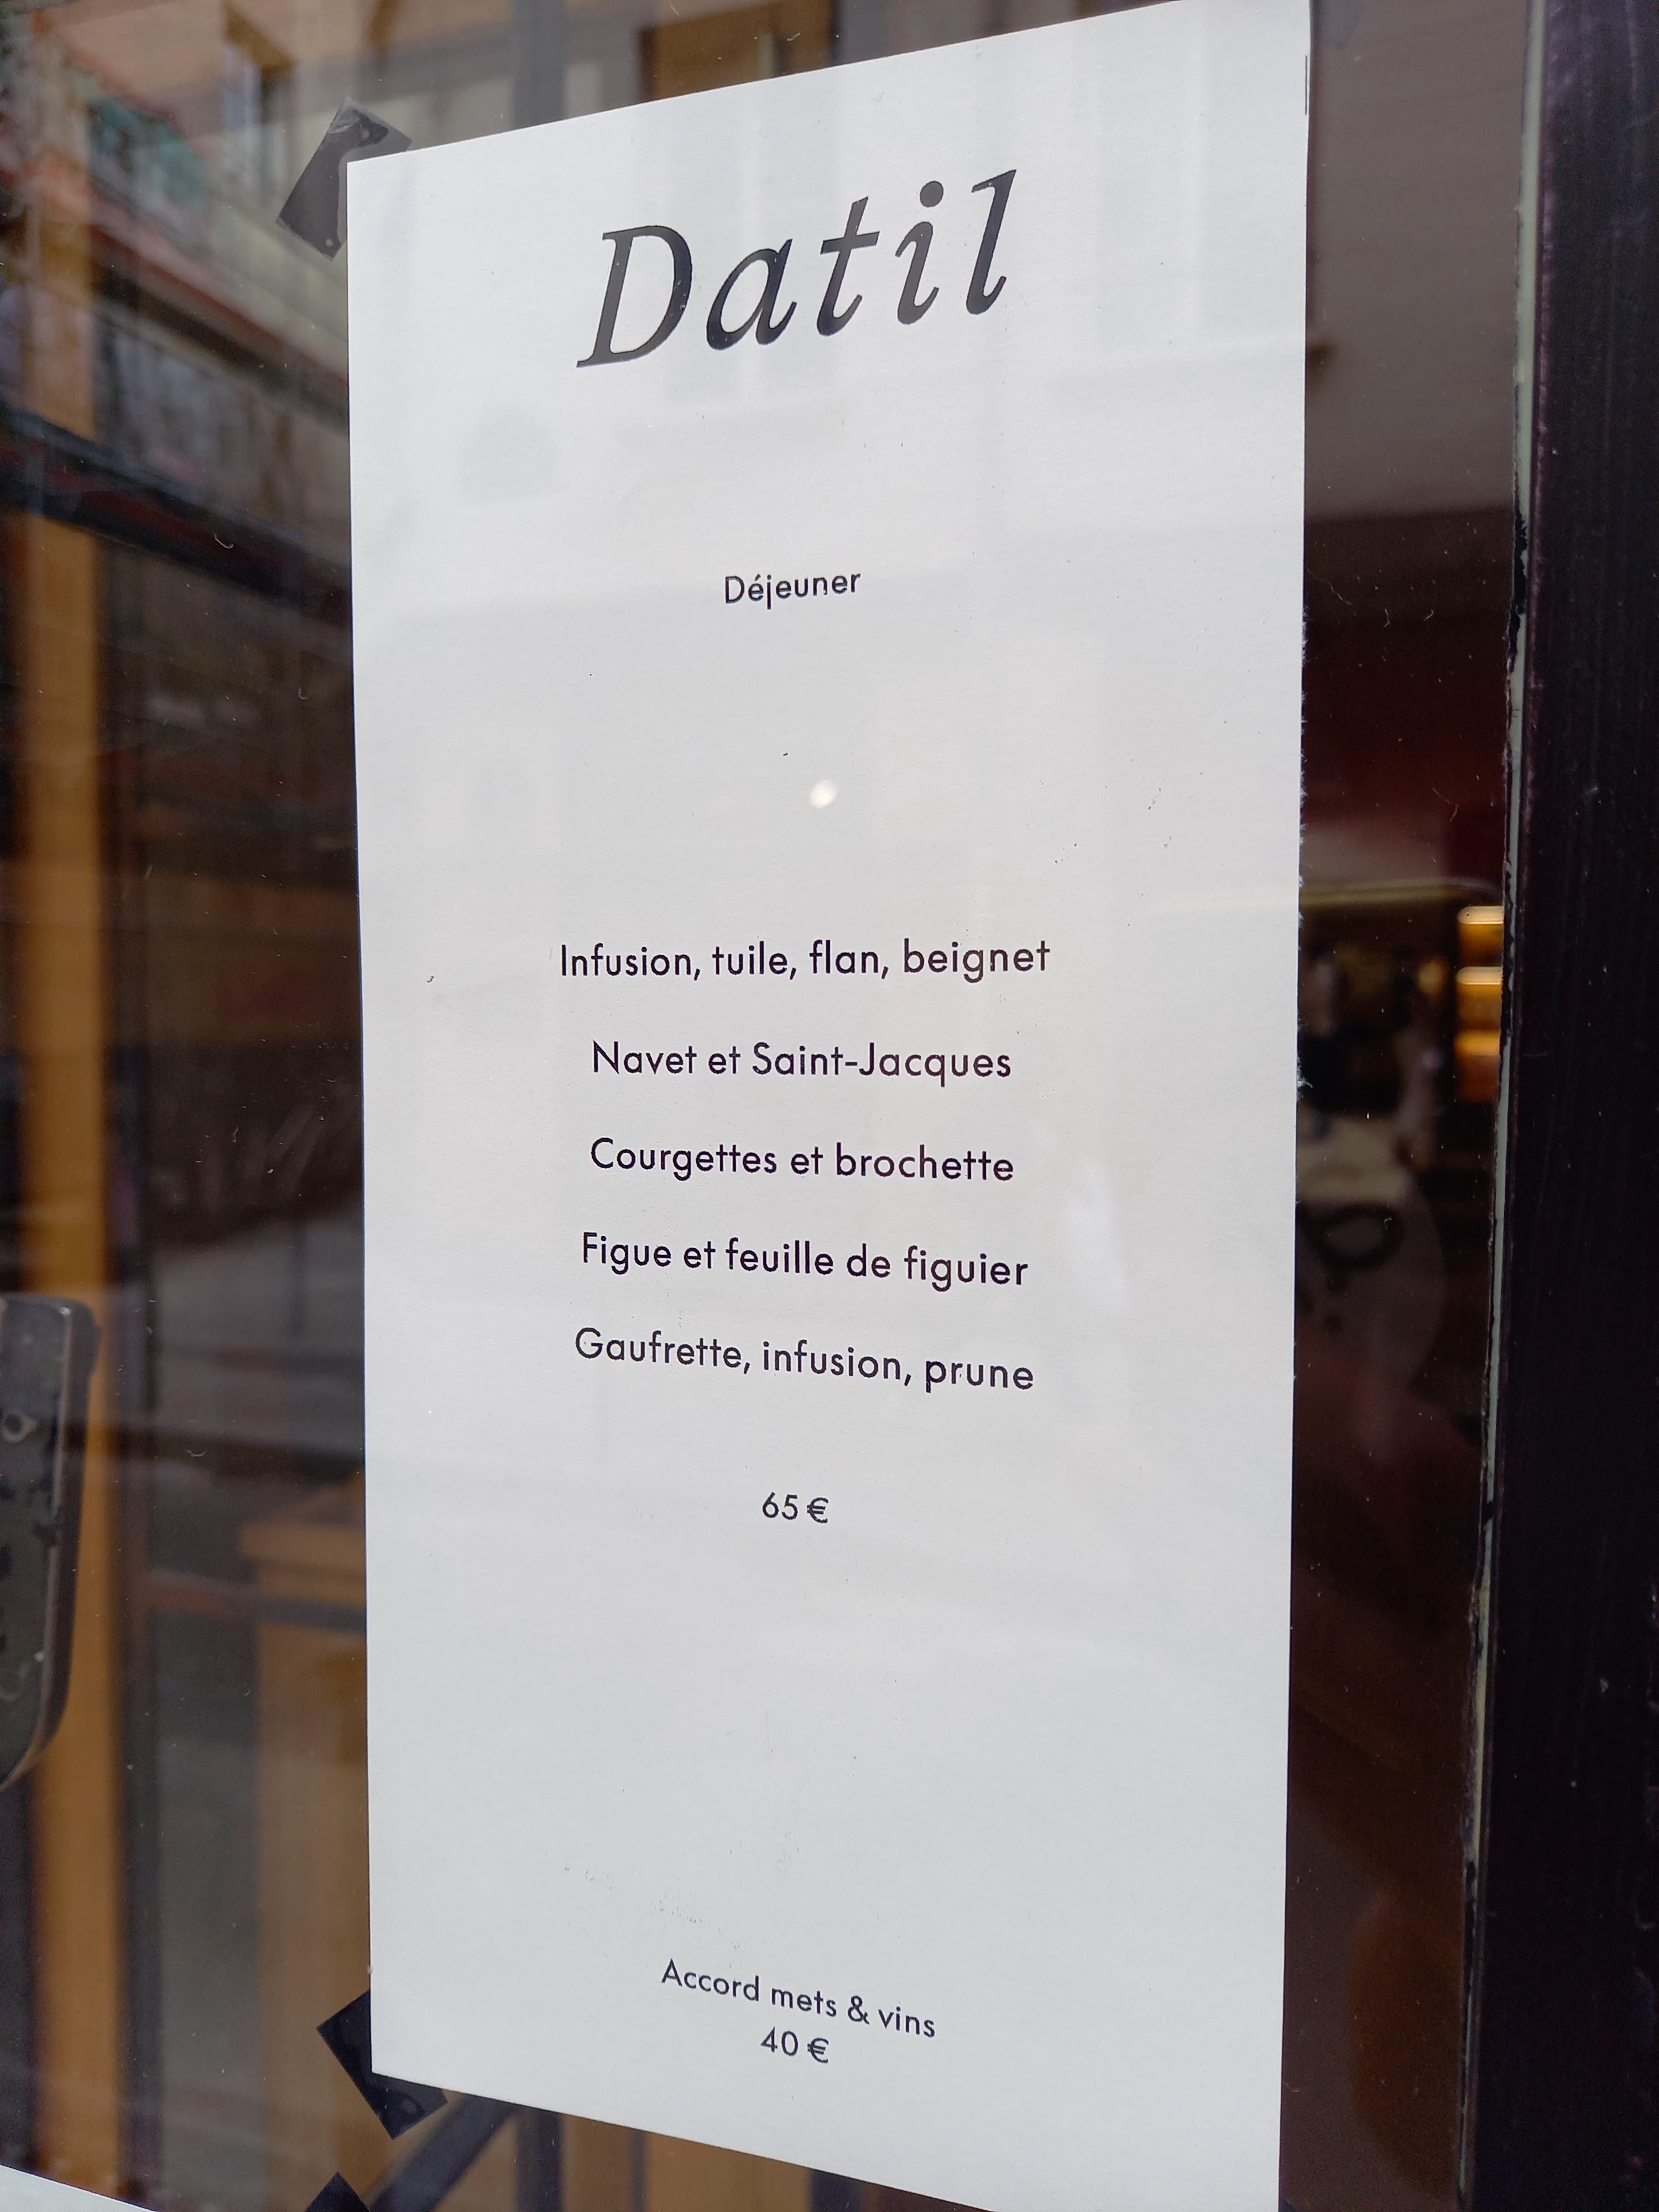 Datil
Déjeuner
Infusion, tuile, flan, beignet
Navet et Saint-Jacques
Courgettes et brochette
Figue et feuille de figuier
Gaufrette, infusion, prune
65 €
Accord mets & vins
40 €